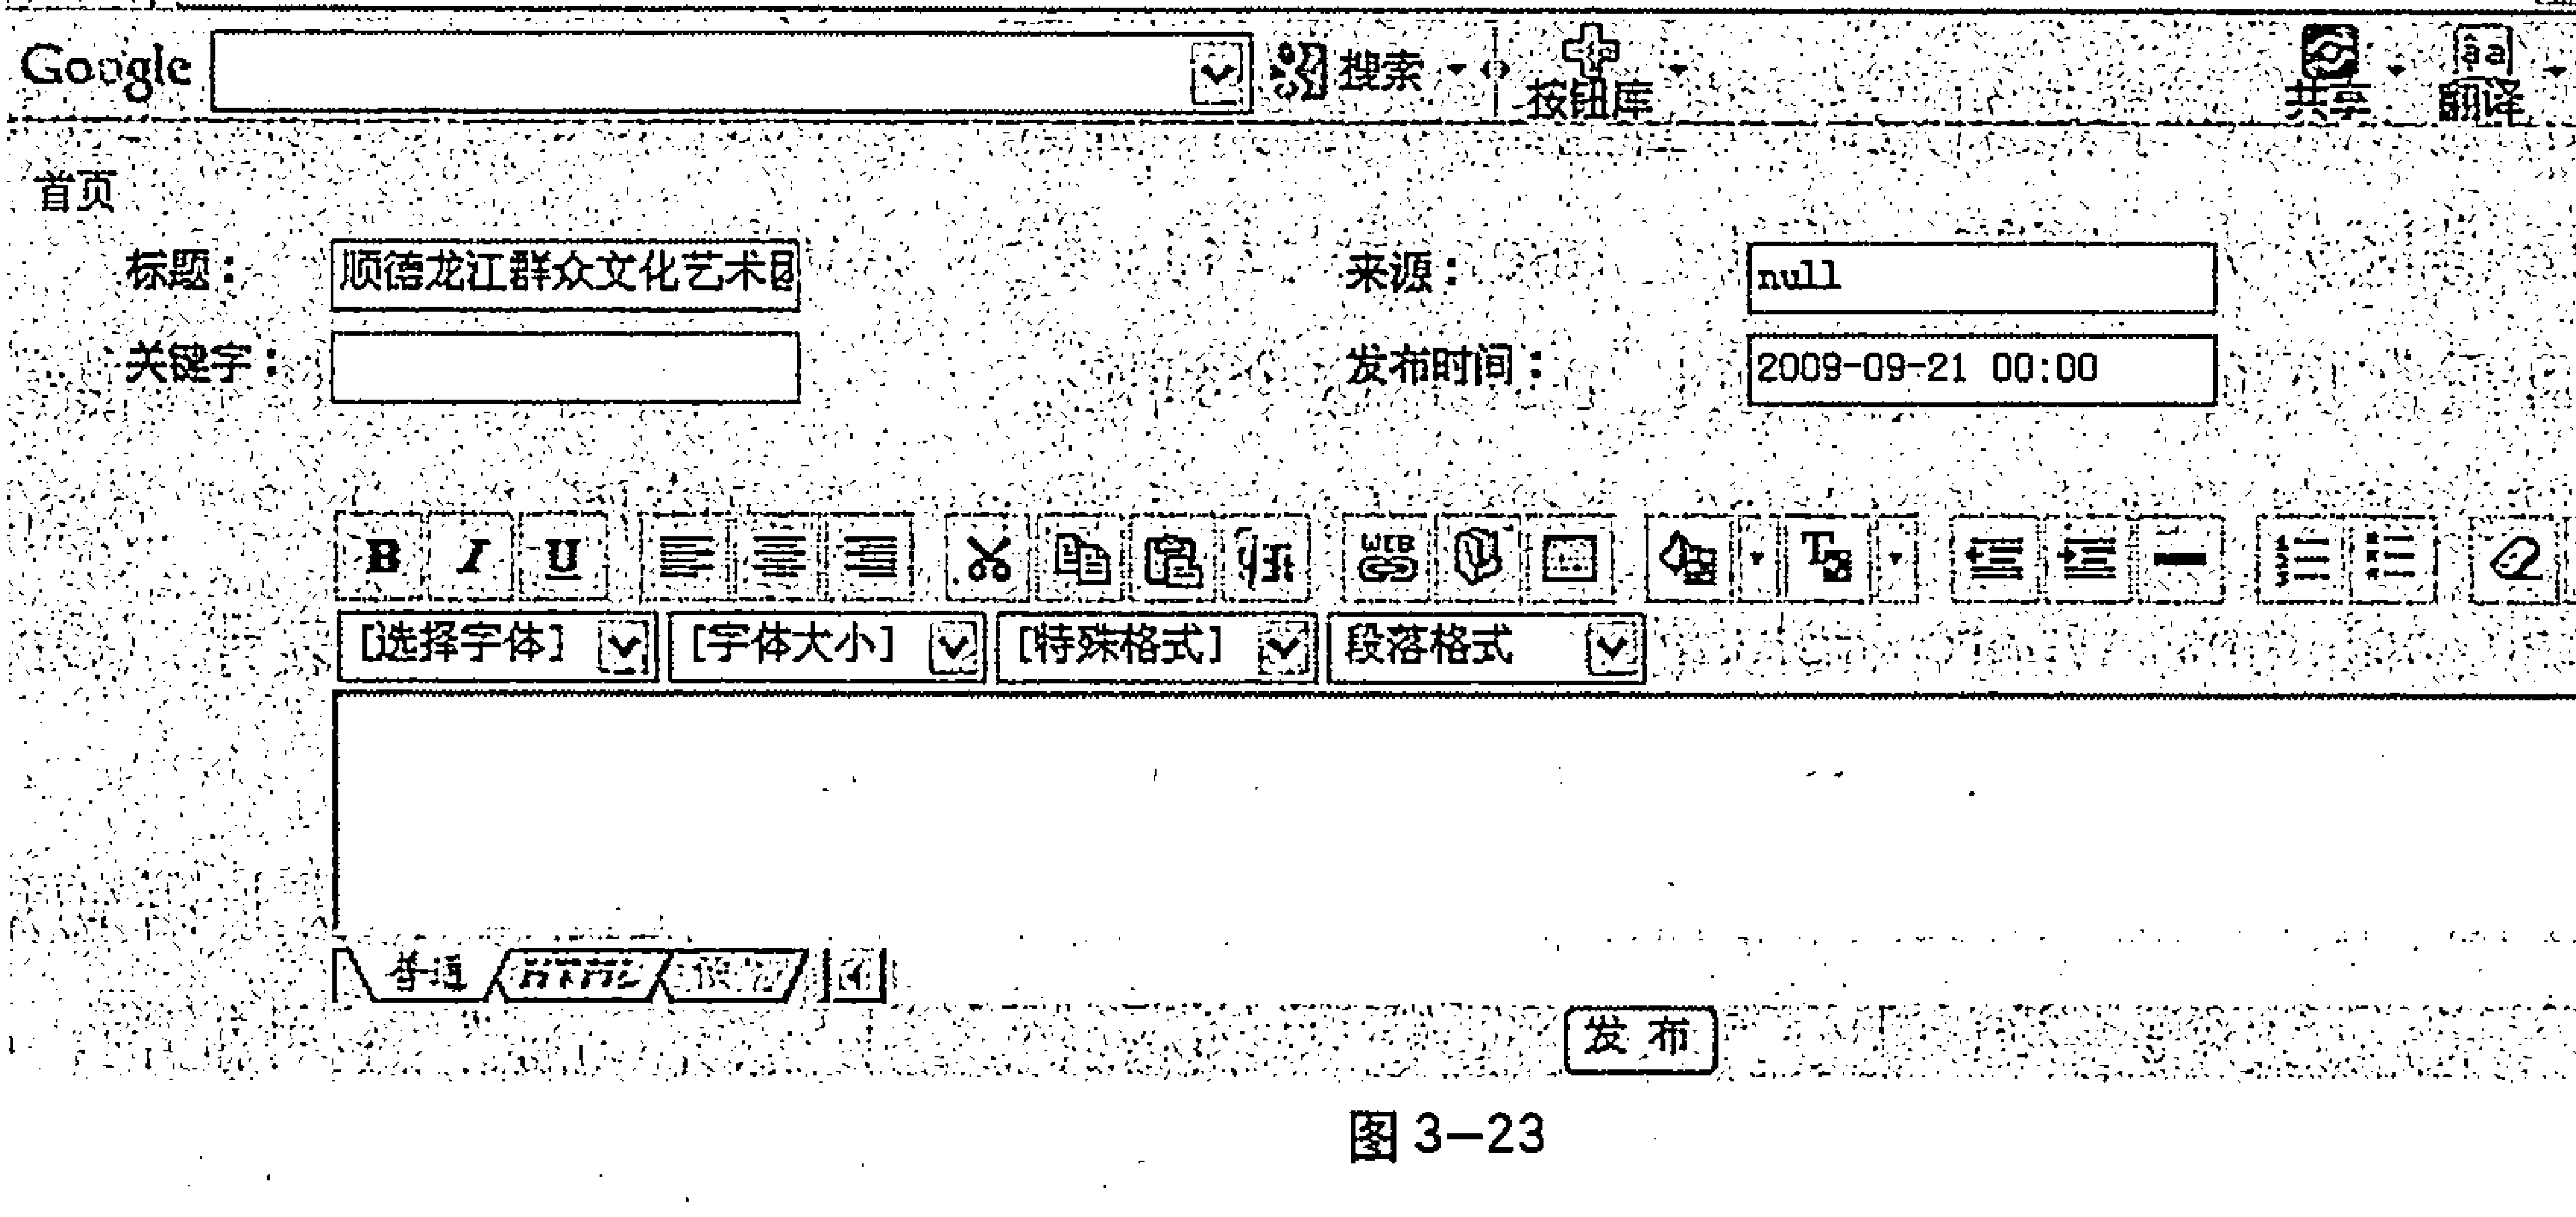 Google 搜索 按钮库 共享 翻译
首页
标题： 顺德龙江群众文化艺术 来源： null
关键字： 发布时间： 2009-09-21 00:00
B I U WEB T
[选择字体] [字体大小] [特殊格式] 段落格式
普通 HTML
发 布
图 3—23